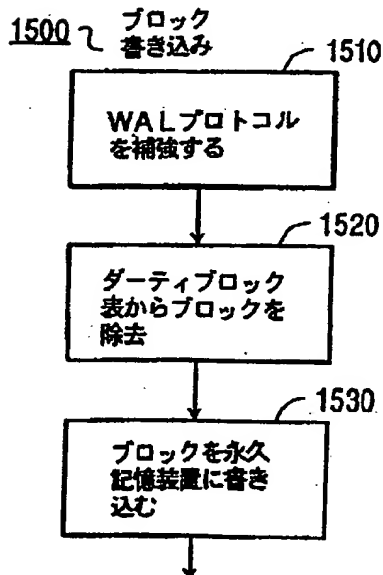 1500
ブロック
書き込み
1510
WALプロトコル
を補強する
1520
ダーティブロック
表からブロックを
除去
1530
ブロックを永久
記憶装置に書き
込む